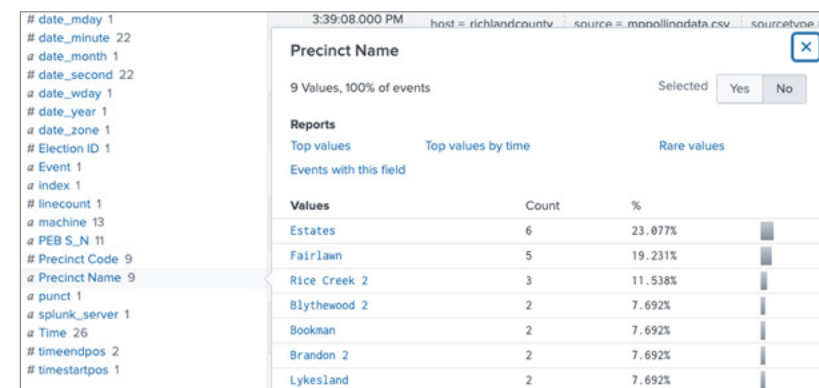 # date_mday 1
# date_minute 22
a date_month 1
# date_second 22
a date_wday 1
# date_year 1
a date_zone 1
# Election ID 1
a Event 1
a index 1
# linecount 1
a machine 13
a PEB S_N 11
# Precinct Code 9
a Precinct Name 9
a punct 1
a splunk_server 1
a Time 26
# timeendpos 2
# timestartpos 1
3:39:08.000 PM
host = richlandcounty source = mppollingdata.csv sourcetype
Precinct Name
9 Values, 100% of events
Selected Yes No
Reports
Top values Top values by time Rare values
Events with this field
Values Count %
Estates 6 23.077%
Fairlawn 5 19.231%
Rice Creek 2 3 11.538%
Blythewood 2 2 7.692%
Bookman 2 7.692%
Brandon 2 2 7.692%
Lykesland 2 7.692%